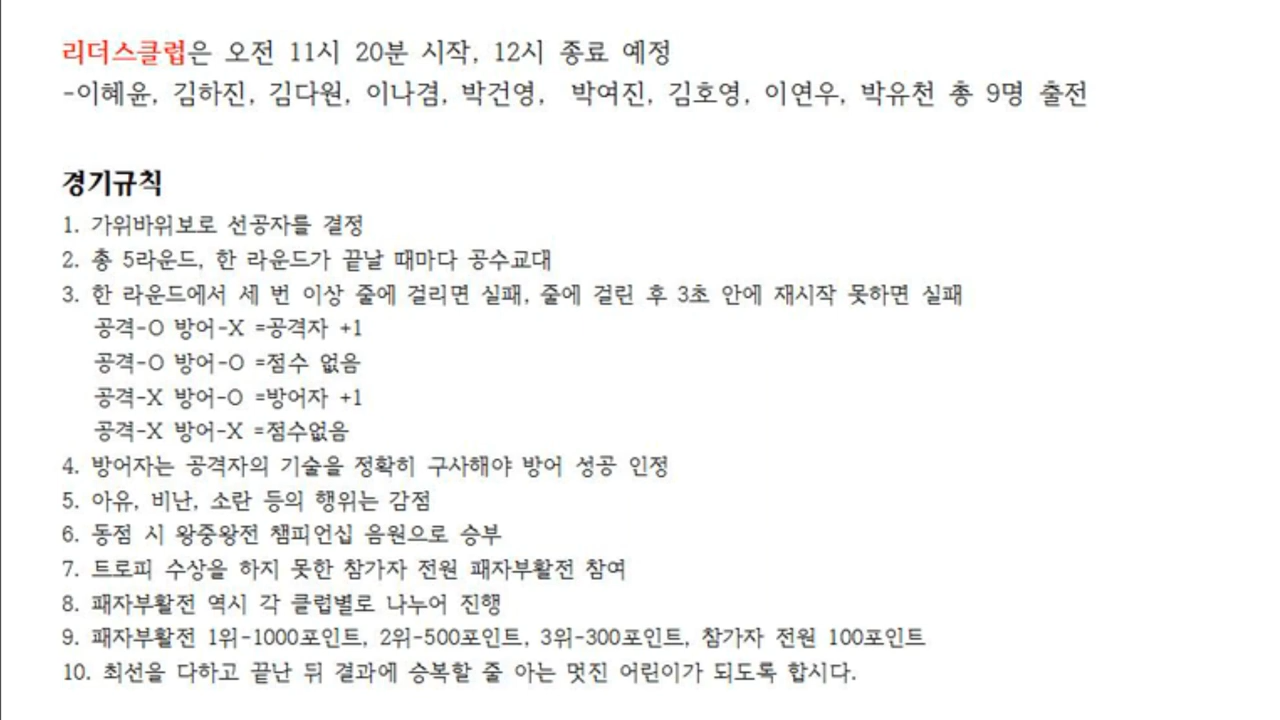 리더스클럽은 오전 11시 20분 시작, 12시 종료 예정
-이혜윤, 김하진, 김다원, 이나겸, 박건영, 박여진, 김호영, 이연우, 박유천 총 9명 출전
경기규칙
1. 가위바위보로 선공자를 결정
2. 총 5라운드, 한 라운드가 끝날 때마다 공수교대
3. 한 라운드에서 세 번 이상 줄에 걸리면 실패, 줄에 걸린 후 3초 안에 재시작 못하면 실패
공격-O 방어-X =공격자 +1
공격-O 방어-O =점수 없음
공격-X 방어-O =방어자 +1
공격-X 방어-X =점수없음
4. 방어자는 공격자의 기술을 정확히 구사해야 방어 성공 인정
5. 아유, 비난, 소란 등의 행위는 감점
6. 동점 시 왕중왕전 챔피언십 음원으로 승부
7. 트로피 수상을 하지 못한 참가자 전원 패자부활전 참여
8. 패자부활전 역시 각 클럽별로 나누어 진행
9. 패자부활전 1위-1000포인트, 2위-500포인트, 3위-300포인트, 참가자 전원 100포인트
10. 최선을 다하고 끝난 뒤 결과에 승복할 줄 아는 멋진 어린이가 되도록 합시다.